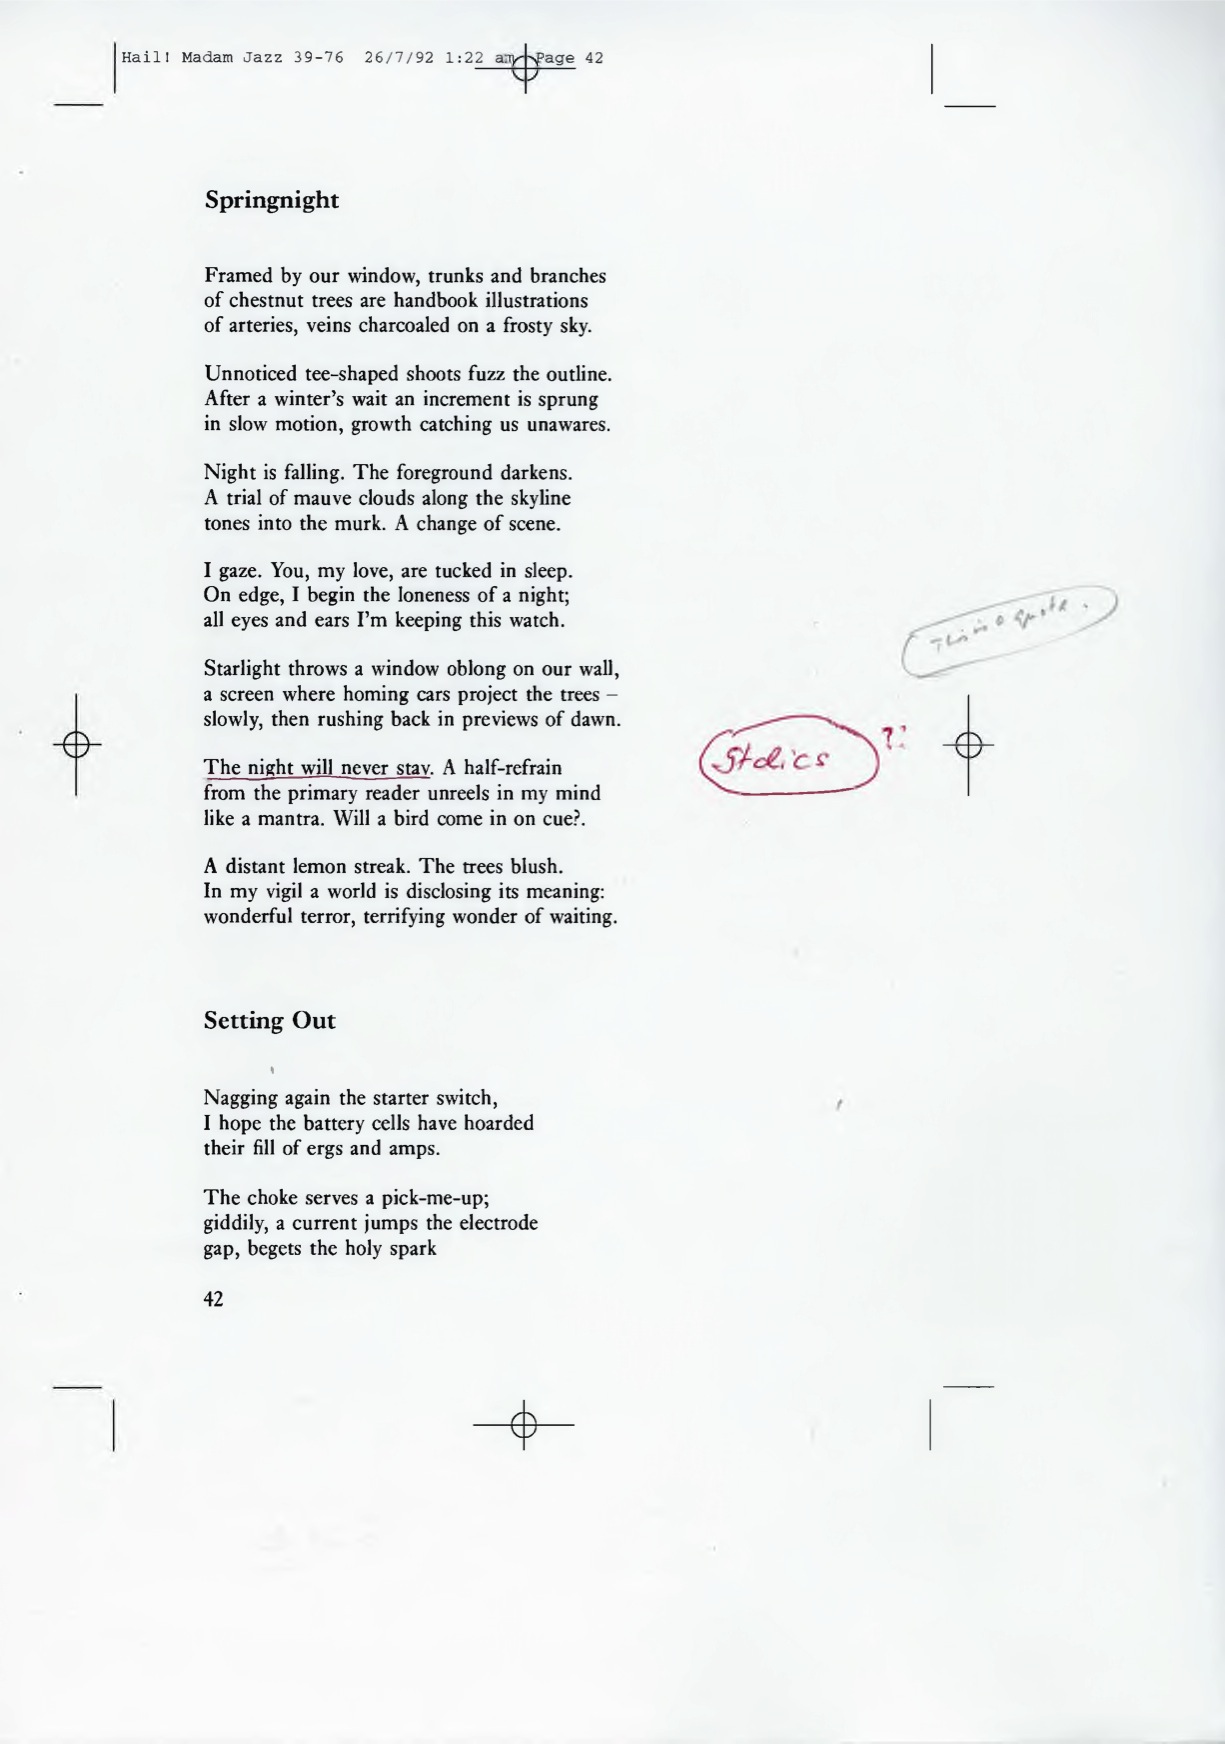 Hail! Madam Jazz 39-76 26/7/92 1:22 am Page 42
Springnight
Framed by our window, trunks and branches
of chestnut trees are handbook illustrations
of arteries, veins charcoaled on a frosty sky.
Unnoticed tee-shaped shoots fuzz the outline.
After a winter's wait an increment is sprung
in slow motion, growth catching us unawares.
Night is falling. The foreground darkens.
A trial of mauve clouds along the skyline
tones into the murk. A change of scene.
I gaze. You, my love, are tucked in sleep.
On edge, I begin the loneness of a night;
all eyes and ears I'm keeping this watch.
This is a quote.
Starlight throws a window oblong on our wall,
a screen where homing cars project the trees –
slowly, then rushing back in previews of dawn.
Italics ?!
The night will never stay. A half-refrain
from the primary reader unreels in my mind
like a mantra. Will a bird come in on cue?.
A distant lemon streak. The trees blush.
In my vigil a world is disclosing its meaning:
wonderful terror, terrifying wonder of waiting.
Setting Out
Nagging again the starter switch,
I hope the battery cells have hoarded
their fill of ergs and amps.
The choke serves a pick-me-up;
giddily, a current jumps the electrode
gap, begets the holy spark
42